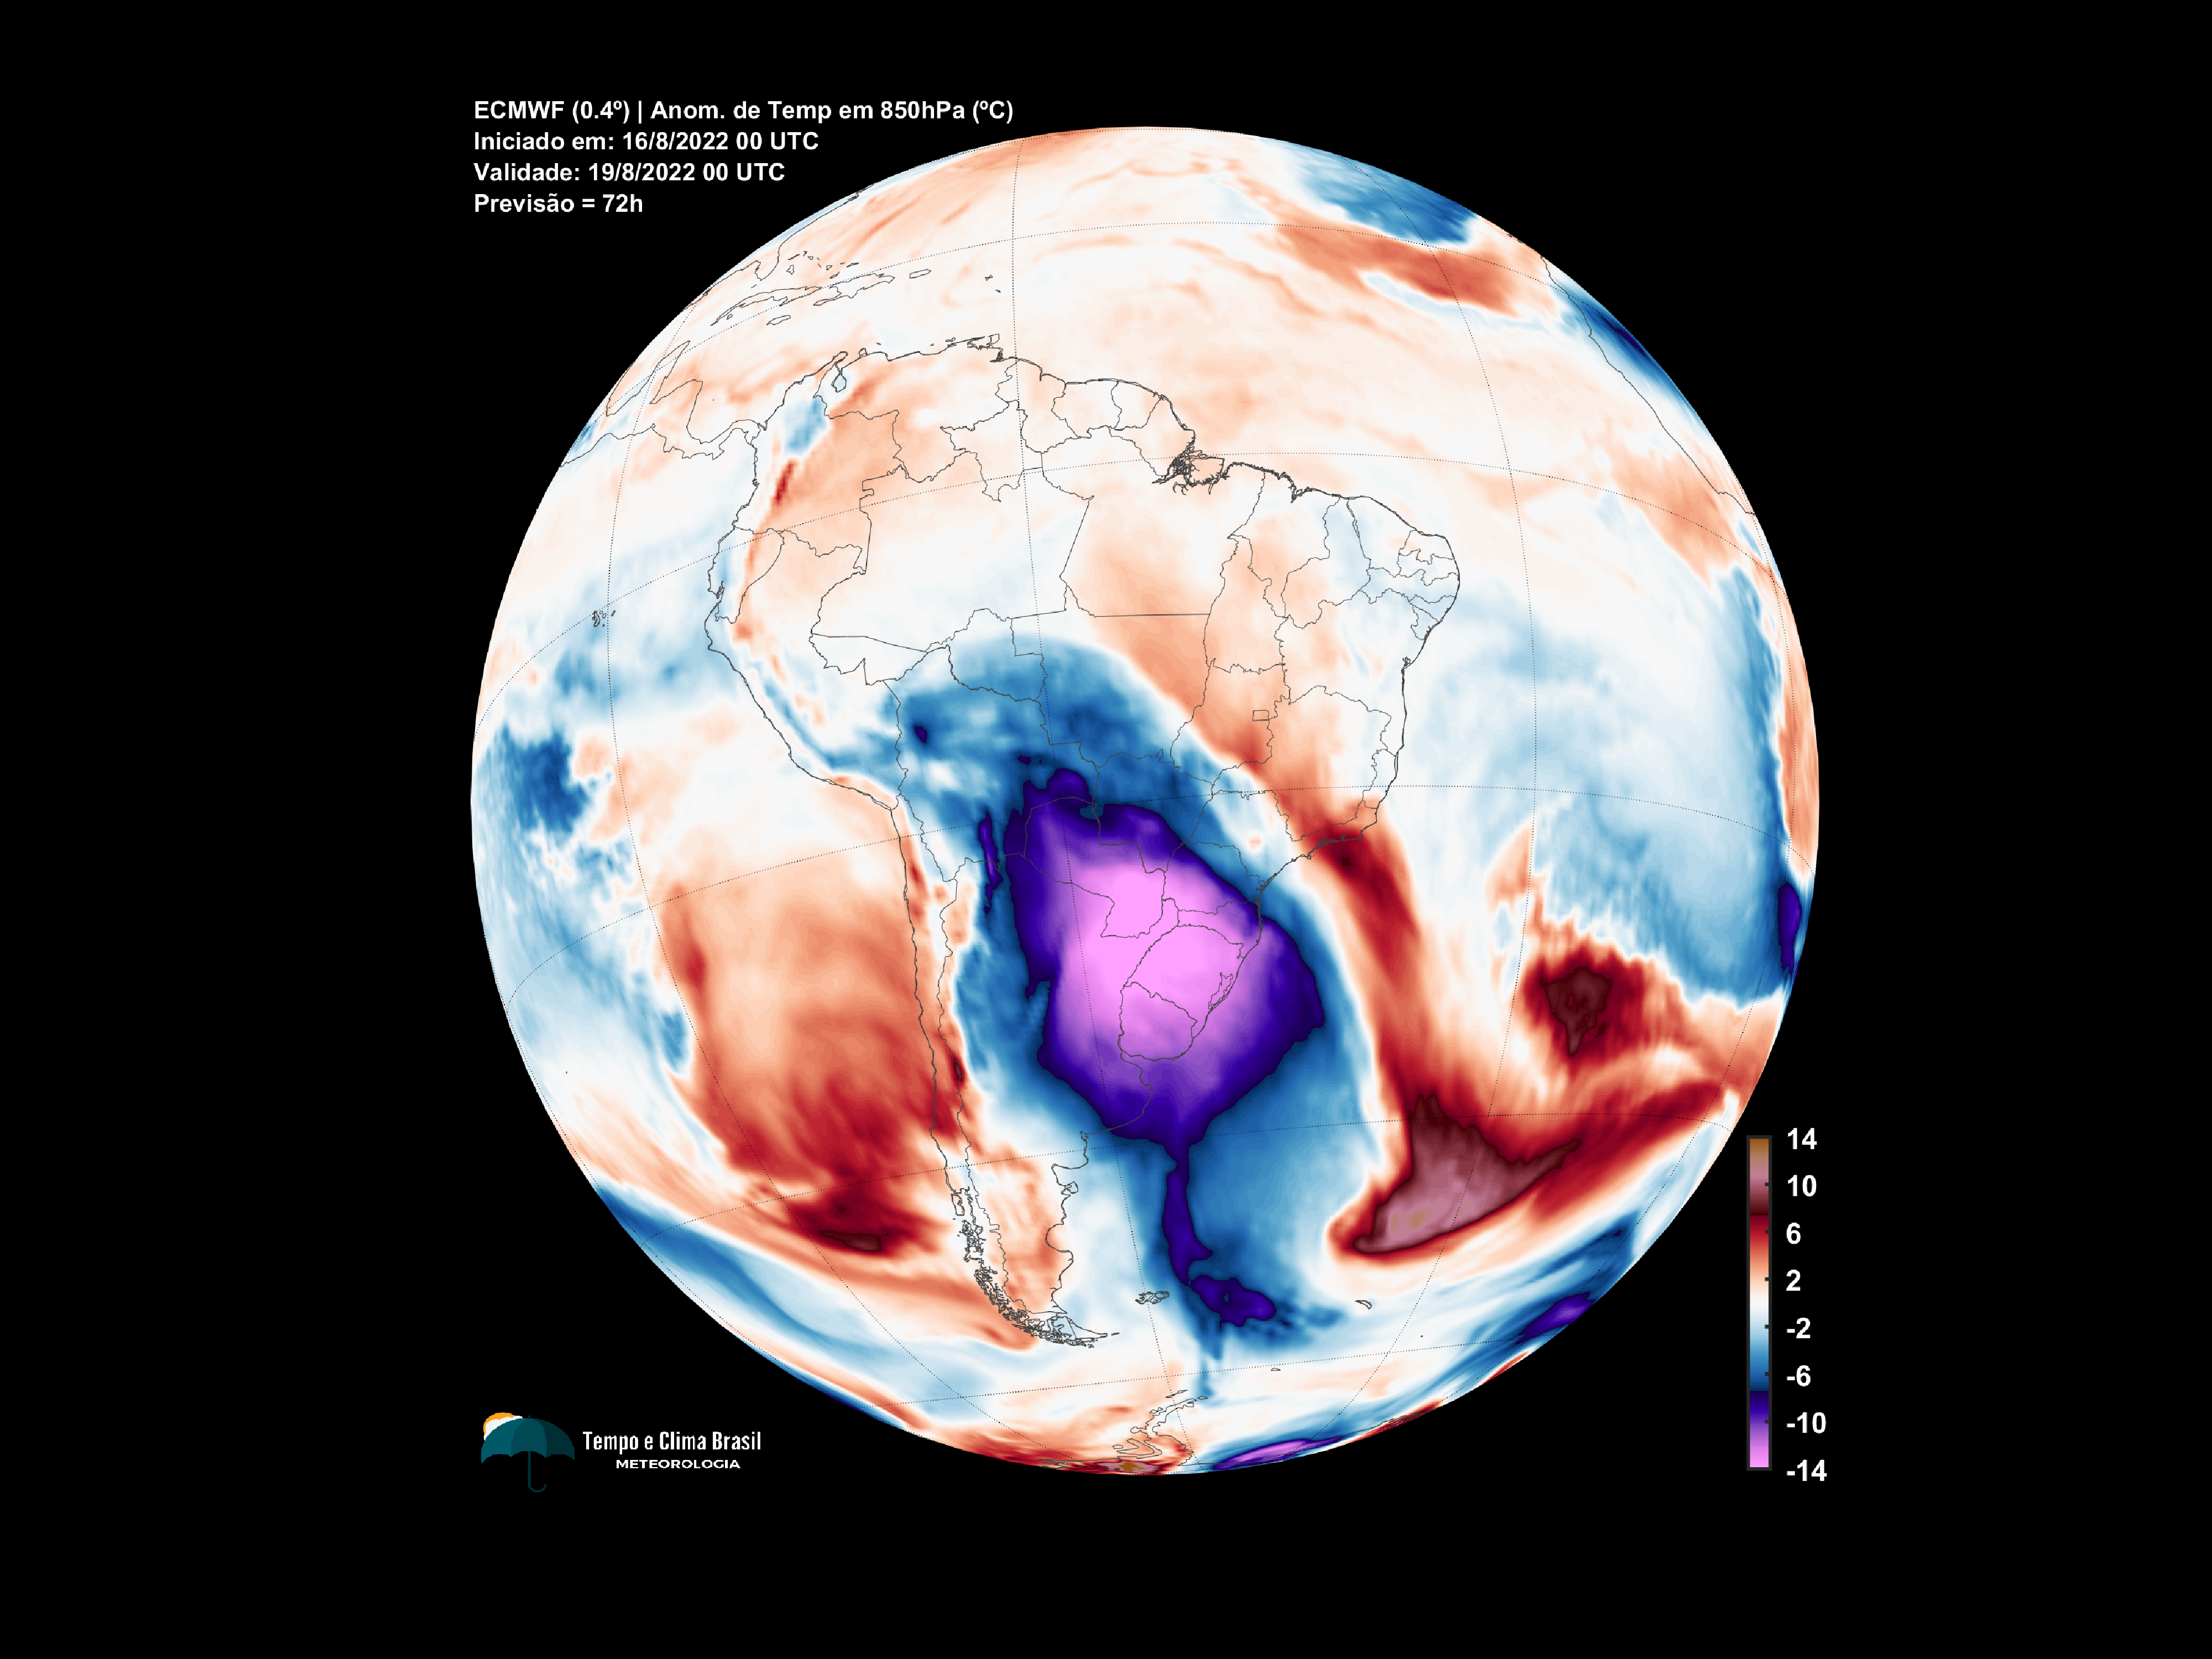 ECMWF (0.4º) | Anom. de Temp em 850hPa (ºC)
Iniciado em: 16/8/2022 00 UTC
Validade: 19/8/2022 00 UTC
Previsão = 72h
14
10
6
2
-2
-6
-10
-14
Tempo e Clima Brasil
METEOROLOGIA